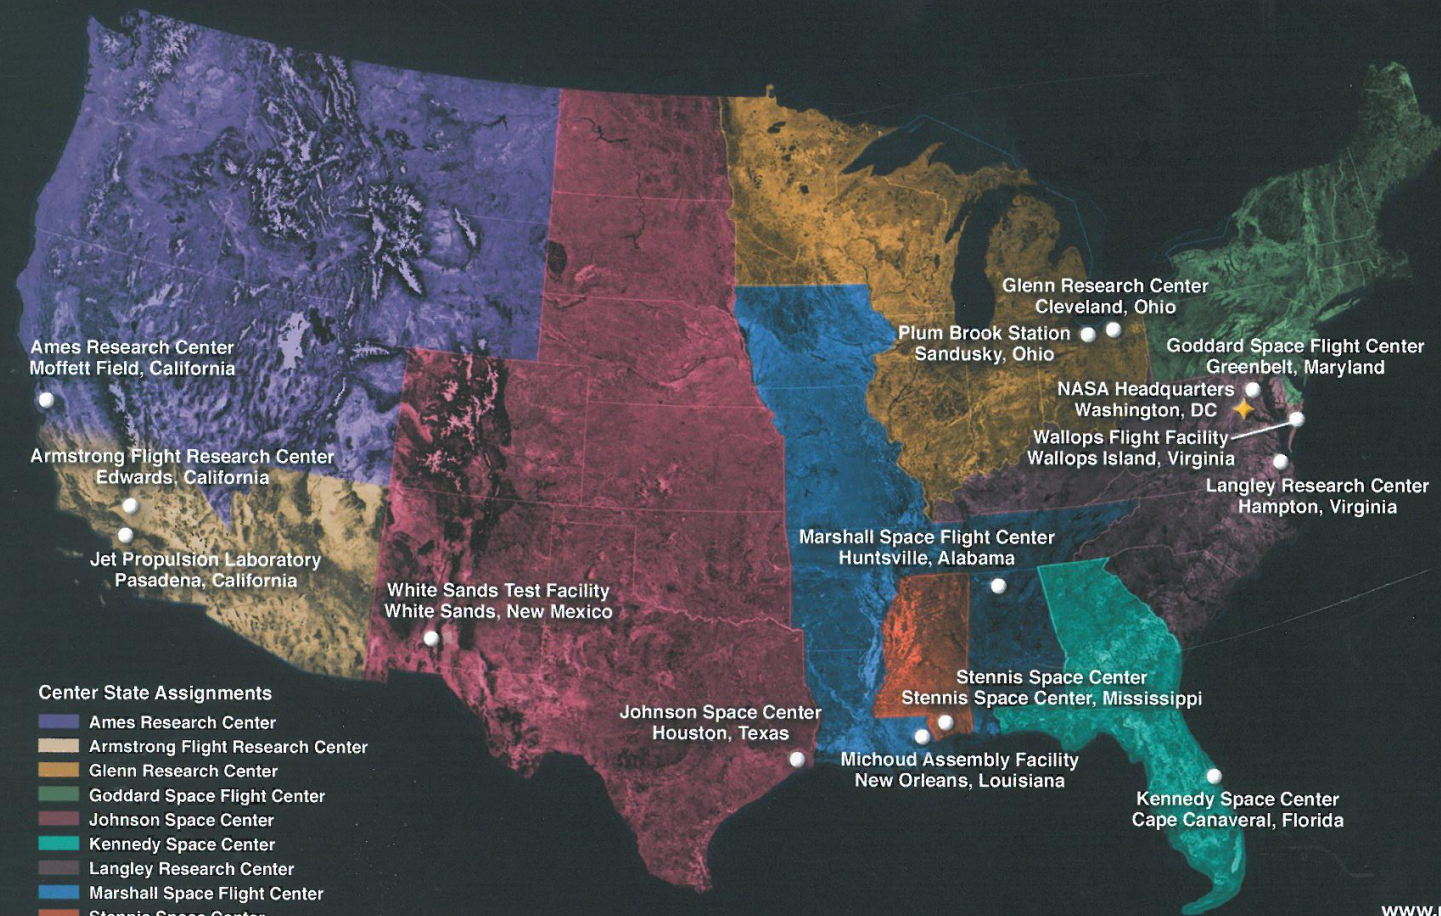 Glenn Research Center
Cleveland, Ohio
Plum Brook Station
Sandusky, Ohio
Ames Research Center
Moffett Field, California
Goddard Space Flight Center
Greenbelt, Maryland
NASA Headquarters
Washington, DC
Wallops Flight Facility
Wallops Island, Virginia
Armstrong Flight Research Center
Edwards, California
Langley Research Center
Hampton, Virginia
Marshall Space Flight Center
Huntsville, Alabama
Jet Propulsion Laboratory
Pasadena, California
White Sands Test Facility
White Sands, New Mexico
Stennis Space Center
Stennis Space Center, Mississippi
Johnson Space Center
Houston, Texas
Michoud Assembly Facility
New Orleans, Louisiana
Kennedy Space Center
Cape Canaveral, Florida
Center State Assignments
Ames Research Center
Armstrong Flight Research Center
Glenn Research Center
Goddard Space Flight Center
Johnson Space Center
Kennedy Space Center
Langley Research Center
Marshall Space Flight Center
Stennis Space Center
www.